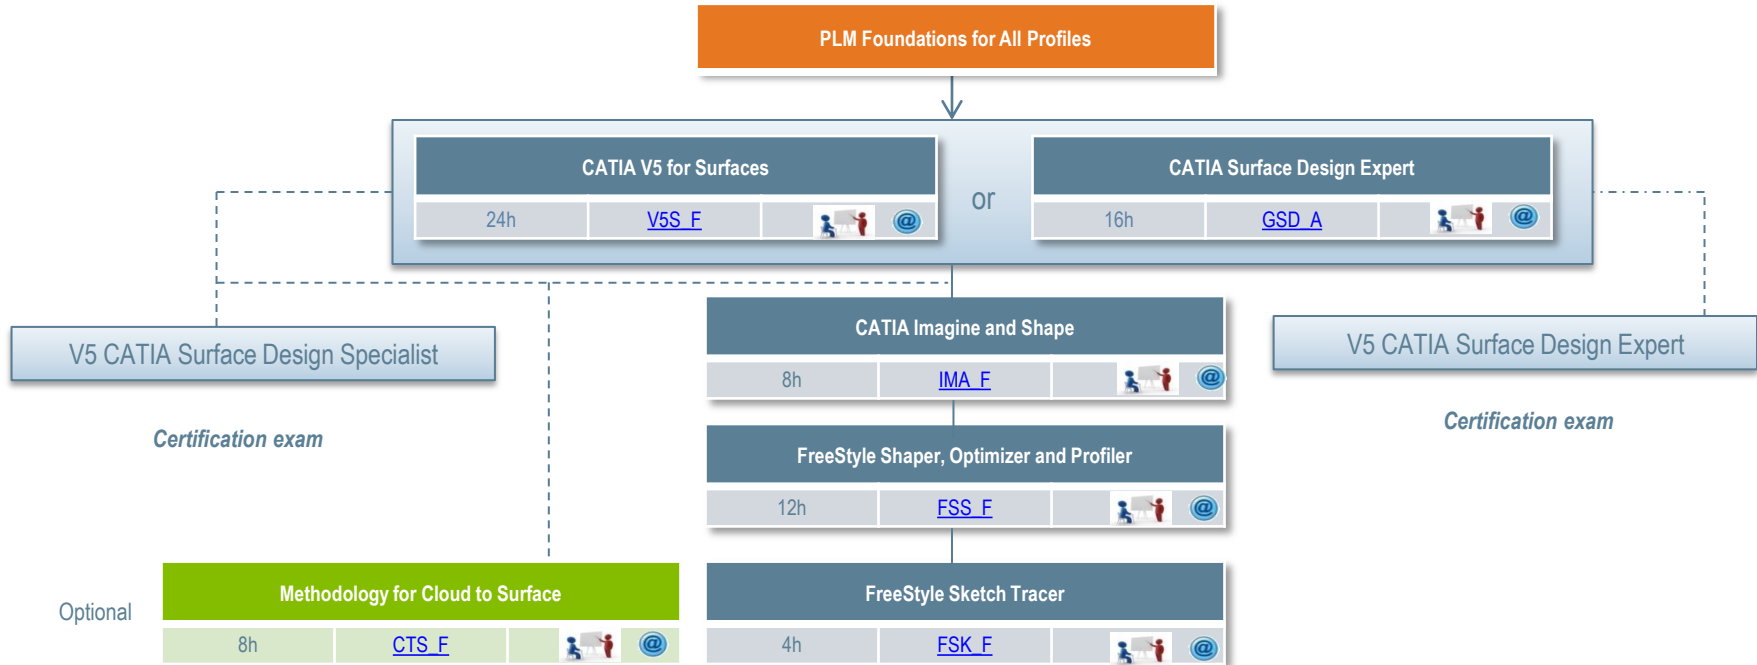 PLM Foundations for All Profiles
CATIA V5 for Surfaces
24h V5S_F @
or
CATIA Surface Design Expert
16h GSD_A @
V5 CATIA Surface Design Specialist
Certification exam
CATIA Imagine and Shape
8h IMA_F @
V5 CATIA Surface Design Expert
Certification exam
FreeStyle Shaper, Optimizer and Profiler
12h FSS_F @
Optional
Methodology for Cloud to Surface
8h CTS_F @
FreeStyle Sketch Tracer
4h FSK_F @